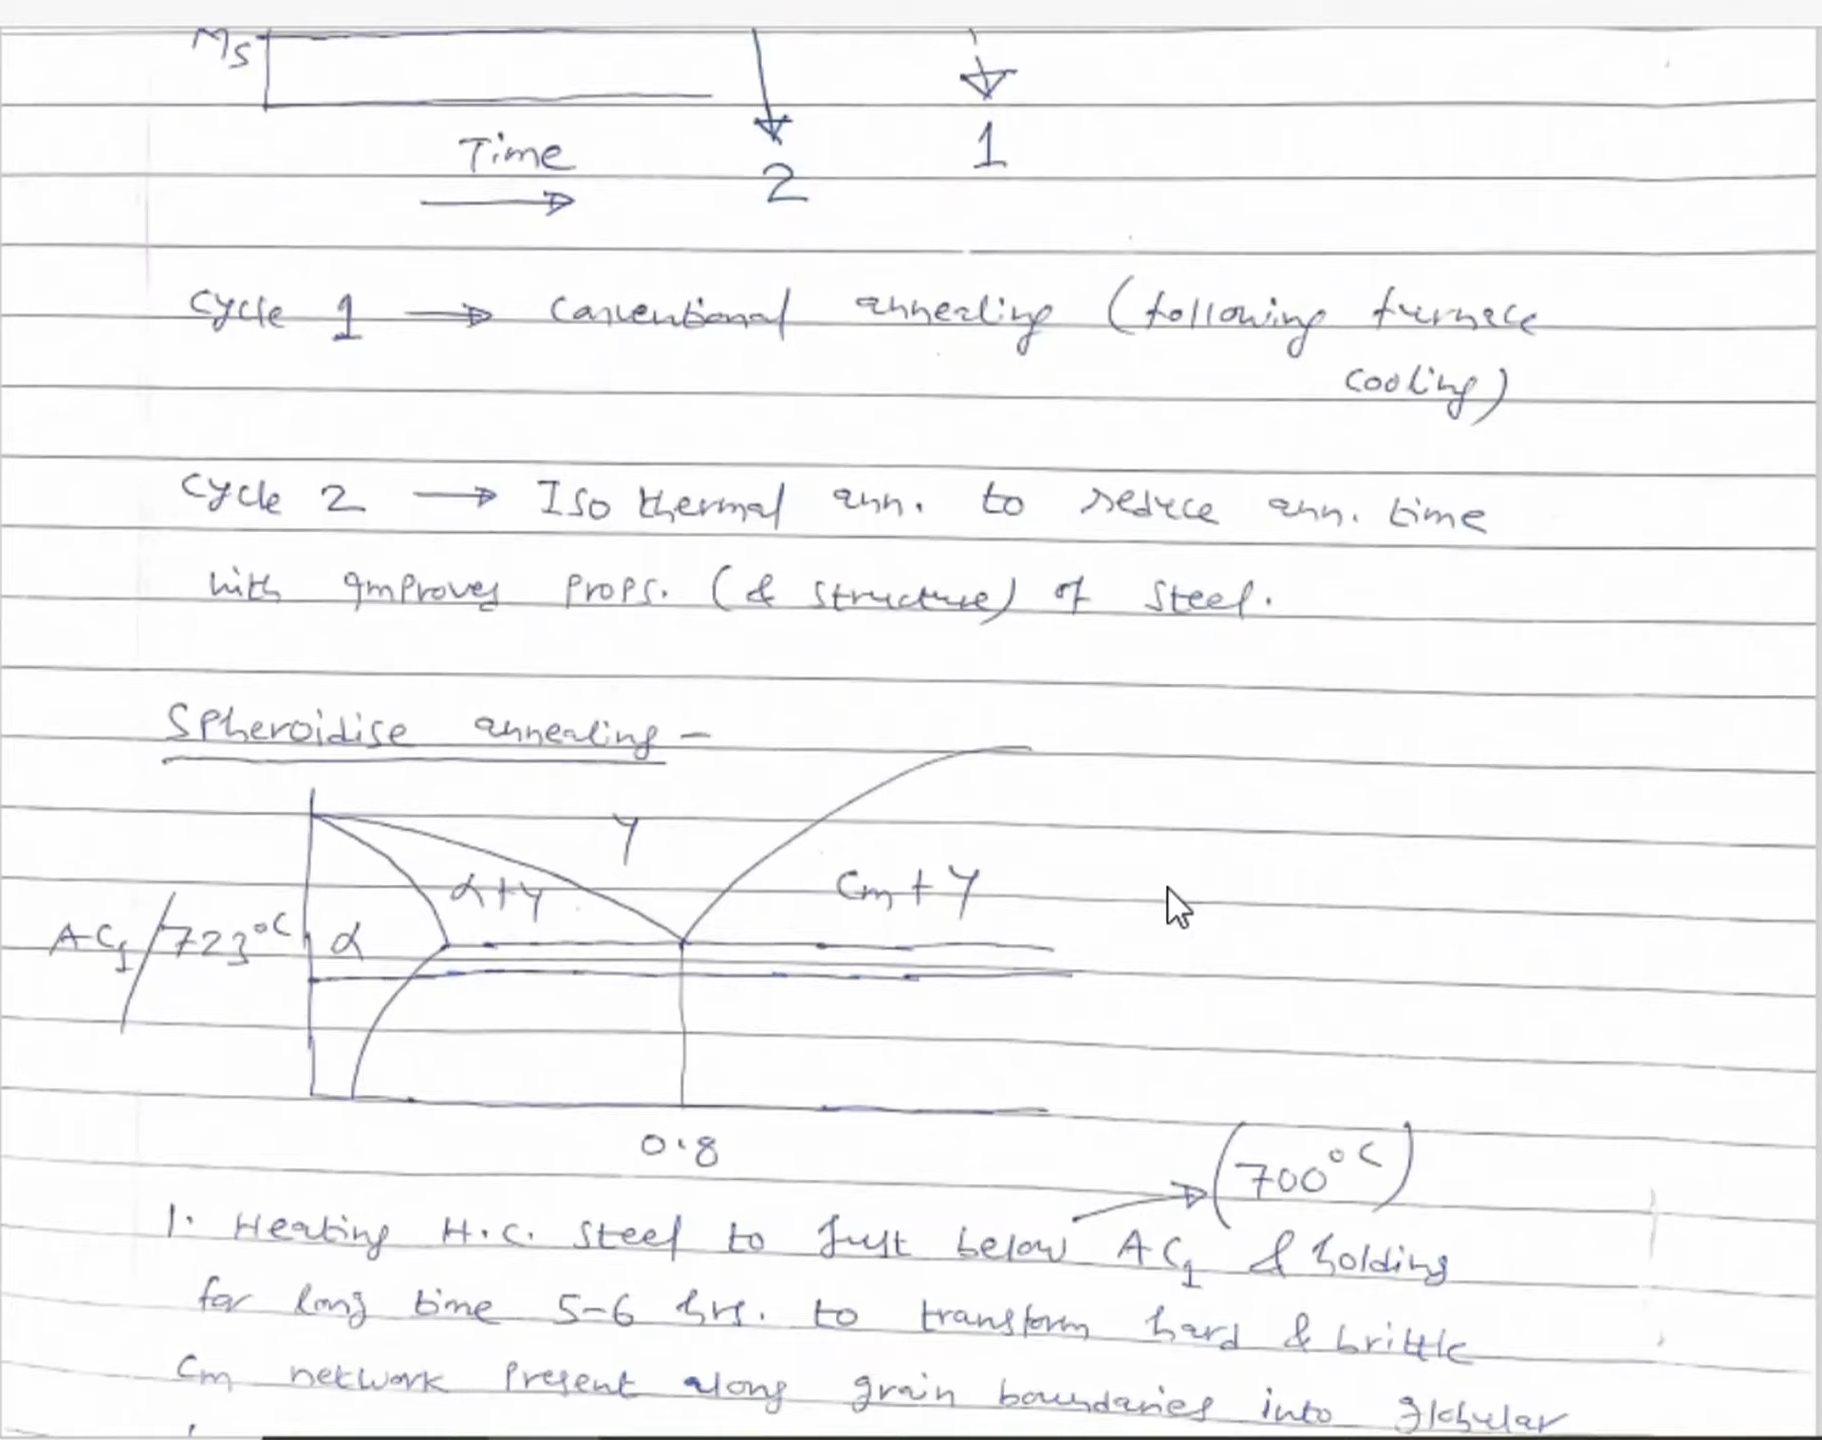 Ms
Time
2
1
Cycle 1 → Conventional annealing (following furnace
cooling)
Cycle 2 → Isothermal ann. to reduce ann. time
with improves props. (& structure) of steel.
Spheroidise annealing -
γ
α+γ
Cm+γ
AC1/723°C
α
0.8
(700°C)
1. Heating H.C. steel to Just below AC1 & holding
for long time 5-6 hrs. to transform hard & brittle
Cm network present along grain boundaries into globular